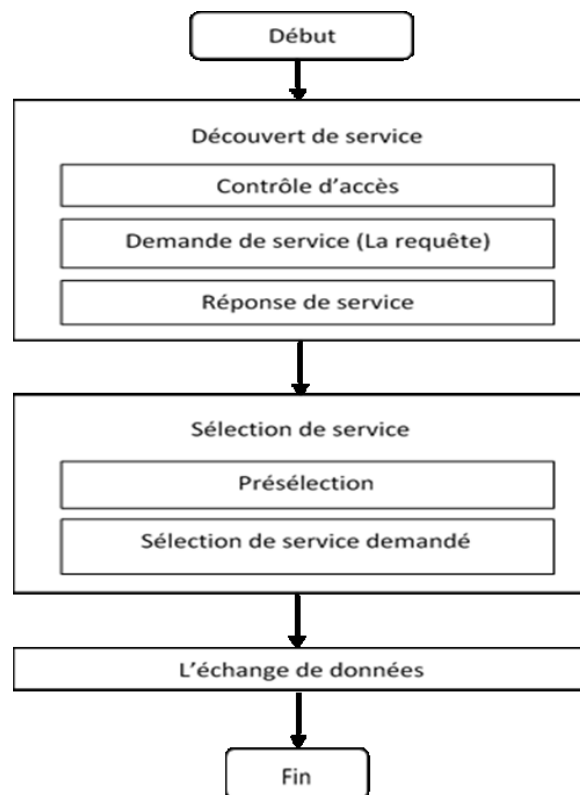 Début
Découvert de service
Contrôle d'accès
Demande de service (La requête)
Réponse de service
Sélection de service
Présélection
Sélection de service demandé
L'échange de données
Fin